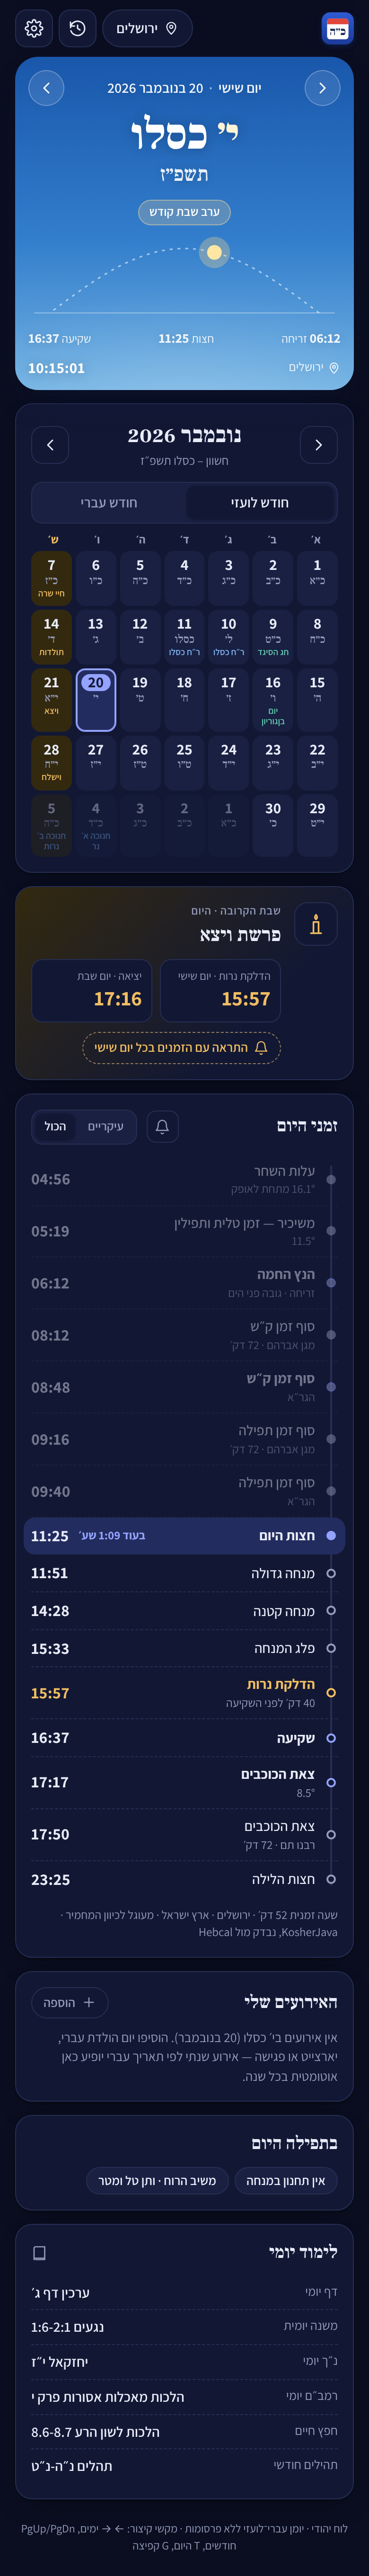 כ״ה
ירושלים
יום שישי · 20 בנובמבר 2026
י׳ כסלו
תשפ״ז
ערב שבת קודש
06:12 זריחה
חצות 11:25
שקיעה 16:37
ירושלים
10:15:01
נובמבר 2026
חשוון – כסלו תשפ״ז
חודש לועזי
חודש עברי
א׳ ב׳ ג׳ ד׳ ה׳ ו׳ ש׳
1 2 3 4 5 6 7
כ״א כ״ב כ״ג כ״ד כ״ה כ״ו כ״ז
חיי שרה
8 9 10 11 12 13 14
כ״ח כ״ט ל׳ כסלו ב׳ ג׳ ד׳
חג הסיגד ר״ח כסלו ר״ח כסלו תולדות
15 16 17 18 19 20 21
ה׳ ו׳ ז׳ ח׳ ט׳ י׳ י״א
יום בןגוריון ויצא
22 23 24 25 26 27 28
י״ב י״ג י״ד ט״ו ט״ז י״ז י״ח
וישלח
29 30 1 2 3 4 5
י״ט כ׳ כ״א כ״ב כ״ג כ״ד כ״ה
חנוכה א׳ נר חנוכה ב׳ נרות
שבת הקרובה · היום
פרשת ויצא
הדלקת נרות · יום שישי
15:57
יציאה · יום שבת
17:16
התראה עם הזמנים בכל יום שישי
זמני היום
עיקריים
הכול
עלות השחר 04:56
16.1° מתחת לאופק
משיכיר — זמן טלית ותפילין 05:19
11.5°
הנץ החמה 06:12
זריחה · גובה פני הים
סוף זמן ק״ש 08:12
מגן אברהם · 72 דק׳
סוף זמן ק״ש 08:48
הגר״א
סוף זמן תפילה 09:16
מגן אברהם · 72 דק׳
סוף זמן תפילה 09:40
הגר״א
חצות היום בעוד 1:09 שע׳ 11:25
מנחה גדולה 11:51
מנחה קטנה 14:28
פלג המנחה 15:33
הדלקת נרות 15:57
40 דק׳ לפני השקיעה
שקיעה 16:37
צאת הכוכבים 17:17
8.5°
צאת הכוכבים 17:50
רבנו תם · 72 דק׳
חצות הלילה 23:25
שעה זמנית 52 דק׳ · ירושלים · ארץ ישראל · מעוגל לכיוון המחמיר ·
KosherJava, נבדק מול Hebcal
האירועים שלי
הוספה
אין אירועים בי׳ כסלו (20 בנובמבר). הוסיפו יום הולדת עברי,
יארצייט או פגישה — אירוע שנתי לפי תאריך עברי יופיע כאן
אוטומטית בכל שנה.
בתפילה היום
אין תחנון במנחה
משיב הרוח · ותן טל ומטר
לימוד יומי
דף יומי ערכין דף ג׳
משנה יומית נגעים 1:6-2:1
נ״ך יומי יחזקאל י״ז
רמב״ם יומי הלכות מאכלות אסורות פרק י
חפץ חיים הלכות לשון הרע 8.6-8.7
תהילים חודשי תהלים נ״ה-נ״ט
לוח יהודי · יומן עברי־לועזי ללא פרסומות · מקשי קיצור: ← → ימים, PgUp/PgDn
חודשים, T היום, G קפיצה